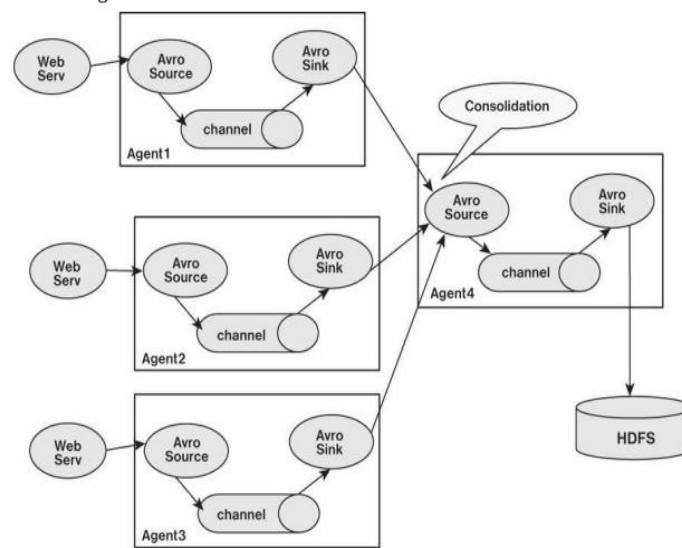 Web
Serv
Avro
Source
Avro
Sink
channel
Agent1
Consolidation
Web
Serv
Avro
Source
Avro
Sink
channel
Agent2
Avro
Source
Avro
Sink
channel
Agent4
Web
Serv
Avro
Source
Avro
Sink
channel
Agent3
HDFS